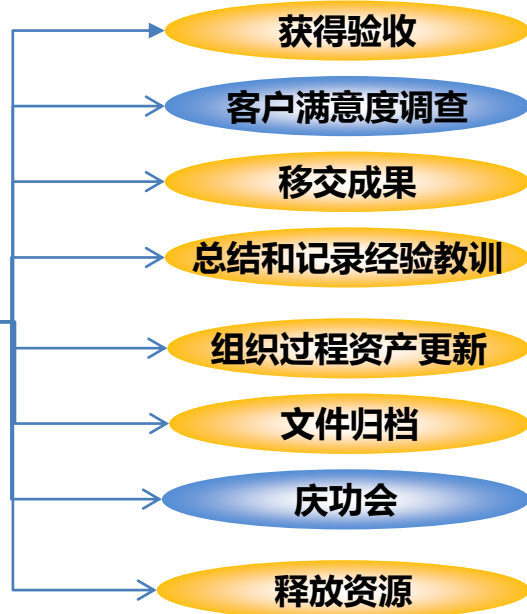 获得验收
客户满意度调查
移交成果
总结和记录经验教训
组织过程资产更新
文件归档
庆功会
释放资源